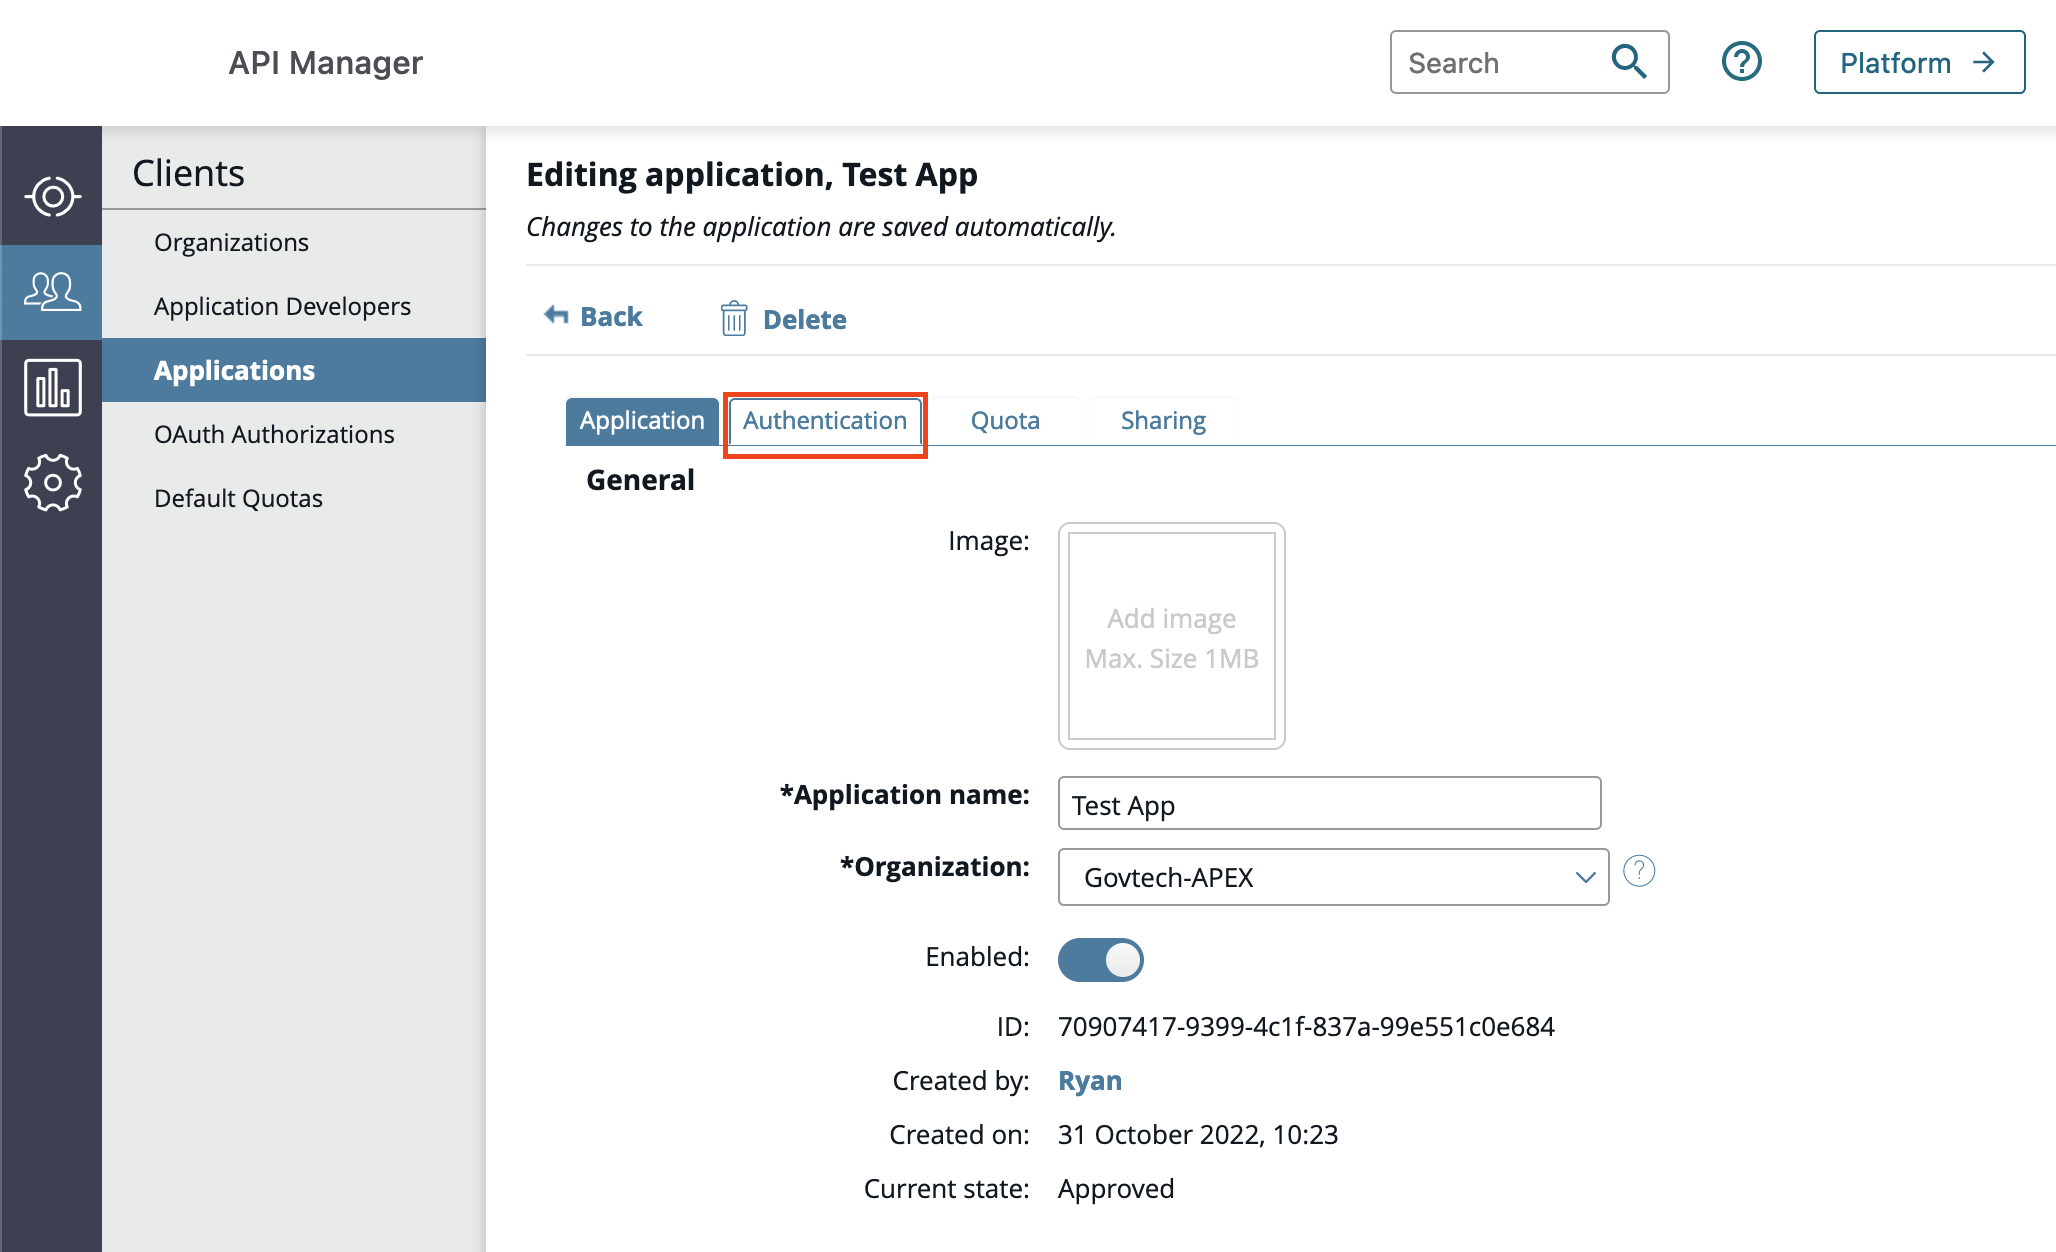 API Manager
Search
Platform
Clients
Organizations
Application Developers
Applications
OAuth Authorizations
Default Quotas
Editing application, Test App
Changes to the application are saved automatically.
Back
Delete
Application
Authentication
Quota
Sharing
General
Image:
Add image
Max. Size 1MB
*Application name:
Test App
*Organization:
Govtech-APEX
?
Enabled:
ID:
70907417-9399-4c1f-837a-99e551c0e684
Created by:
Ryan
Created on:
31 October 2022, 10:23
Current state:
Approved